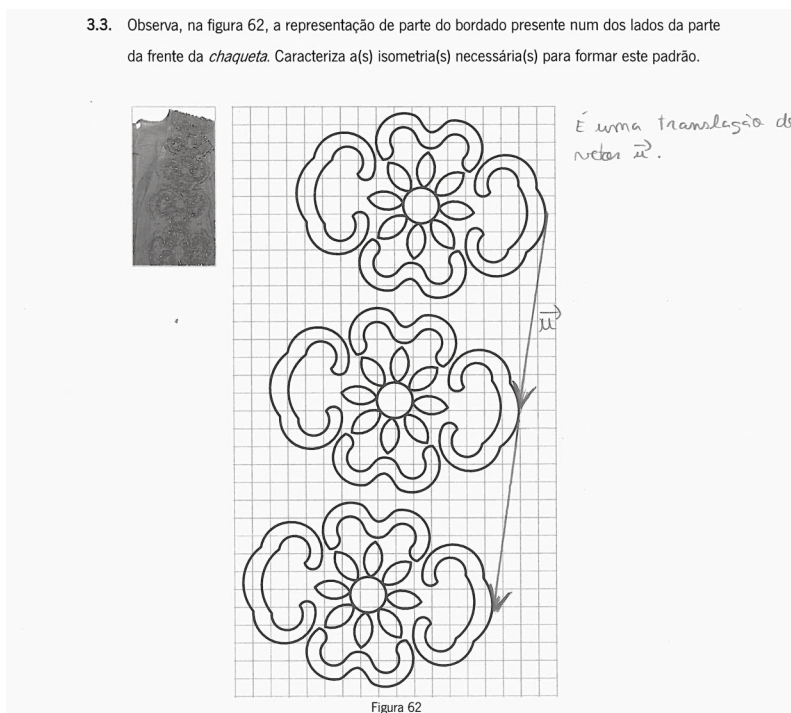 3.3. Observa, na figura 62, a representação de parte do bordado presente num dos lados da parte
da frente da chaqueta. Caracteriza a(s) isometria(s) necessária(s) para formar este padrão.
É uma translação de
vetor u⃗.
u⃗
Figura 62